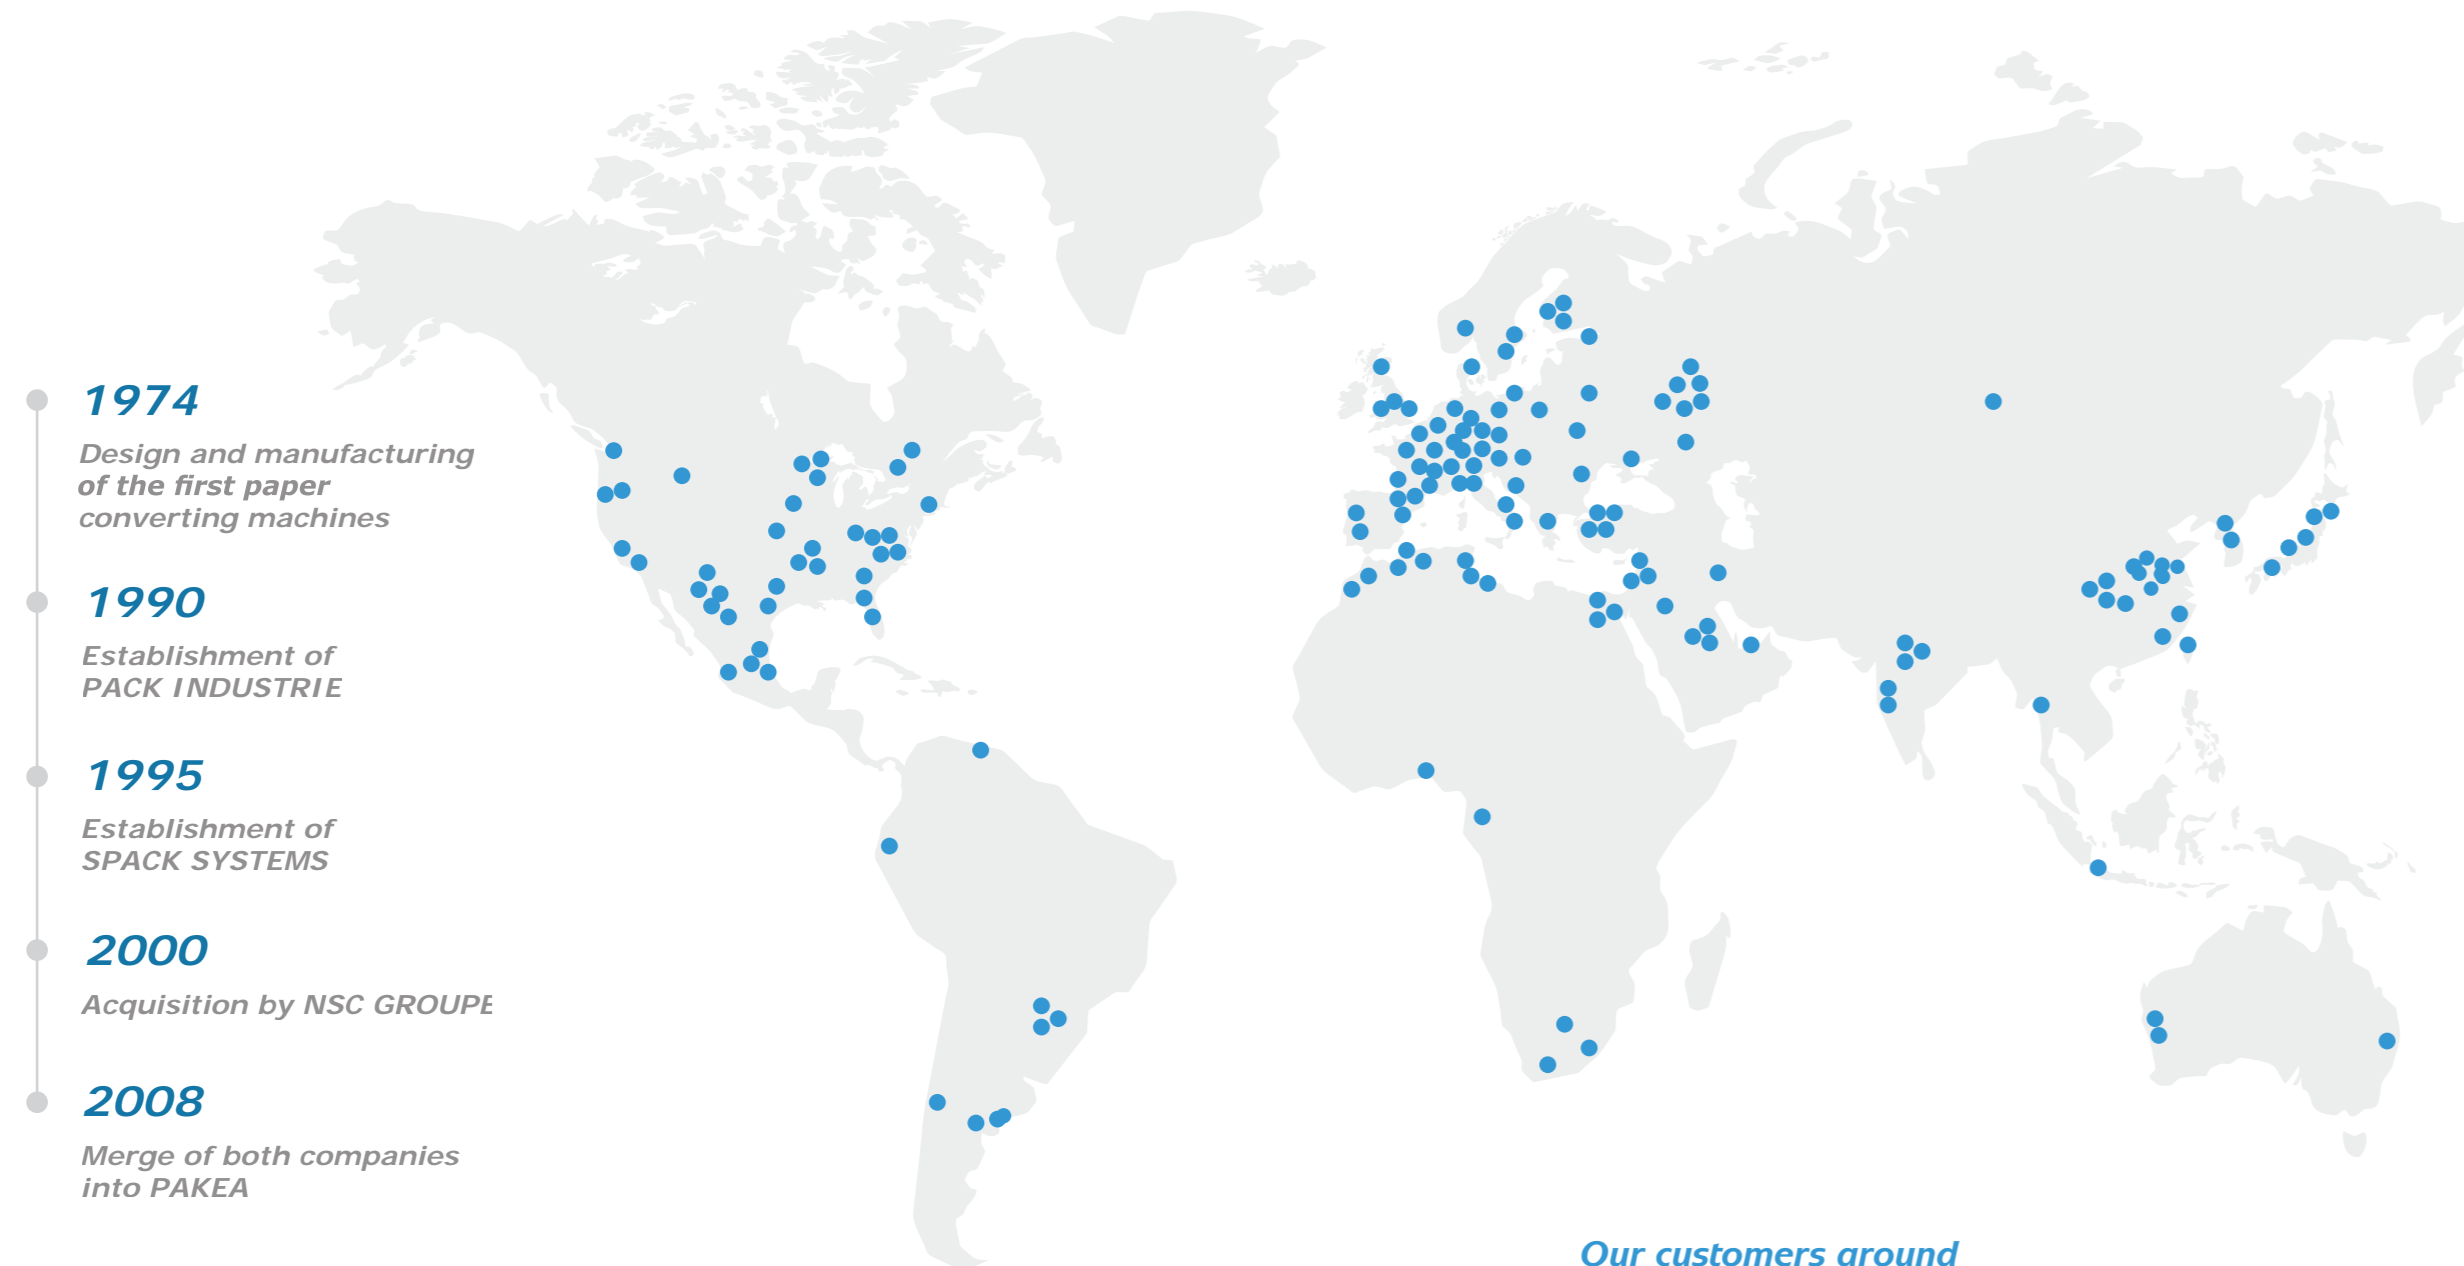 1974
Design and manufacturing
of the first paper
converting machines
1990
Establishment of
PACK INDUSTRIE
1995
Establishment of
SPACK SYSTEMS
2000
Acquisition by NSC GROUPE
2008
Merge of both companies
into PAKEA
Our customers around